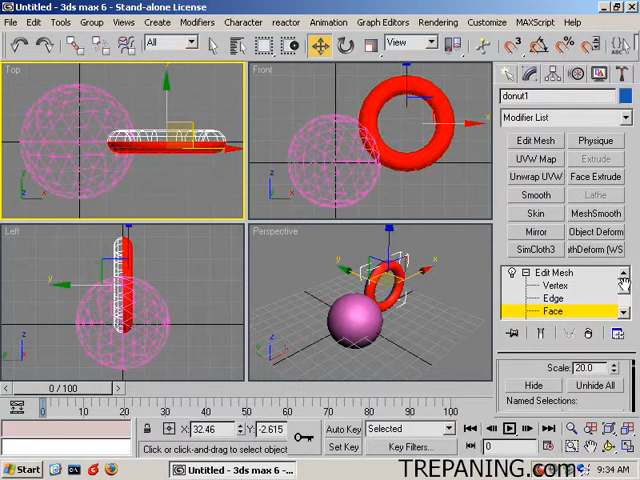 Untitled - 3ds max 6 - Stand-alone License
File Edit Tools Group Views Create Modifiers Character reactor Animation Graph Editors Rendering Customize MAXScript Help
All
View
Top
Front
Left
Perspective
donut1
Modifier List
Edit Mesh Physique
UVW Map Extrude
Unwrap UVW Face Extrude
Smooth Lathe
Skin MeshSmooth
Mirror Object Deform
SimCloth3 thDeform (WS
Edit Mesh
Vertex
Edge
Face
Scale: 20.0
Hide Unhide All
Named Selections:
0 / 100
0 10 20 30 40 50 60 70 80 90 100
X: 32.46 Y: -2.615
Auto Key Selected
Click or click-and-drag to select object
Set Key Key Filters...
0
Start
Untitled - 3ds max 6 -...
9:34 AM
TREPANING.com